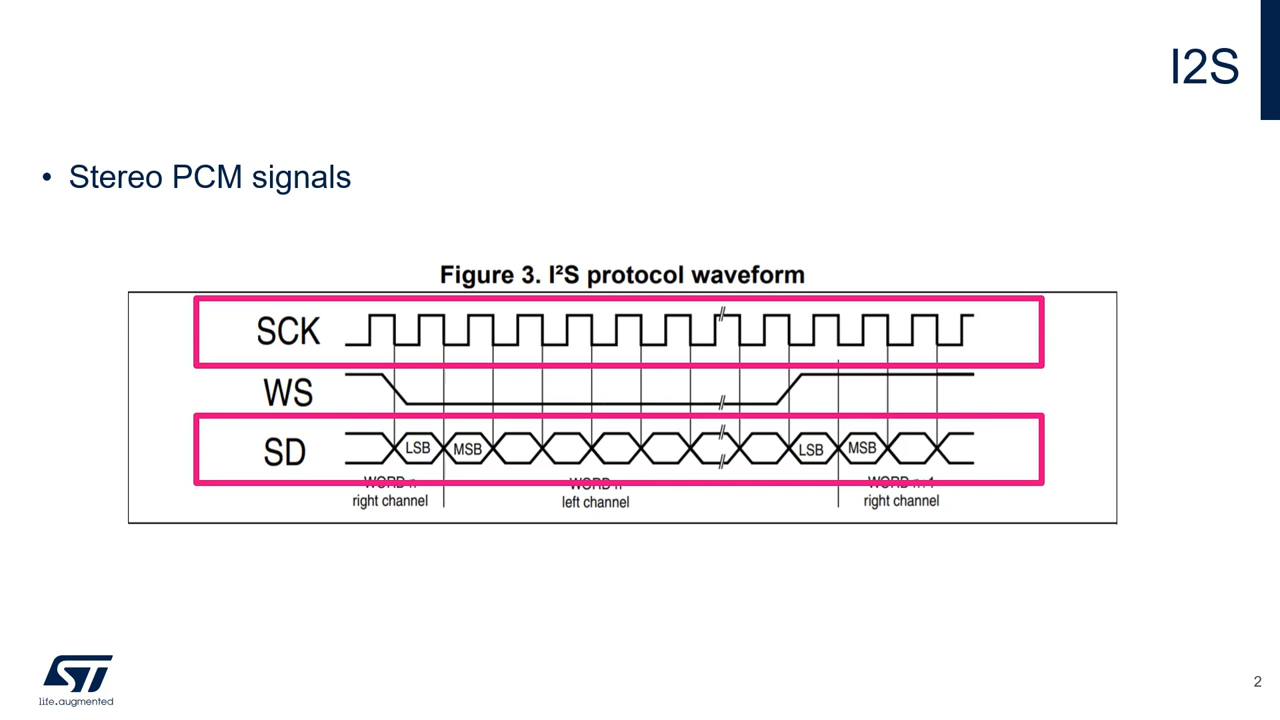 I2S
• Stereo PCM signals
Figure 3. I²S protocol waveform
SCK
WS
SD
LSB
MSB
LSB
MSB
right channel
left channel
right channel
ST
life.augmented
2